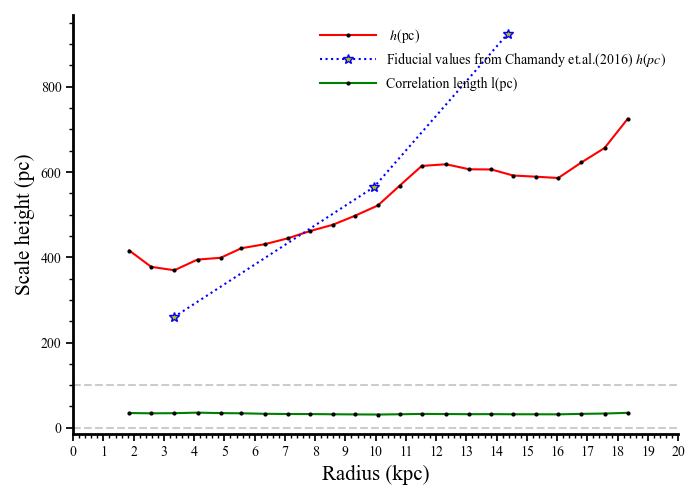 h(pc)
Fiducial values from Chamandy et.al.(2016) h(pc)
Correlation length l(pc)
Scale height (pc)
800
600
400
200
0
0 1 2 3 4 5 6 7 8 9 10 11 12 13 14 15 16 17 18 19 20
Radius (kpc)